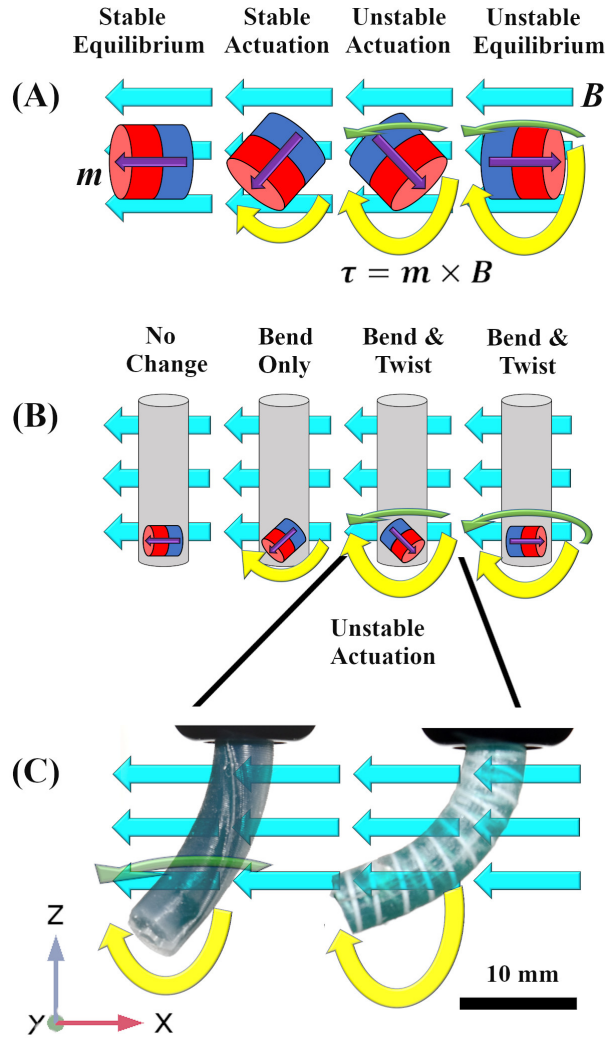 Stable Equilibrium
Stable Actuation
Unstable Actuation
Unstable Equilibrium
(A)
B
m
τ = m × B
No Change
Bend Only
Bend & Twist
Bend & Twist
(B)
Unstable Actuation
(C)
Z
Y
X
10 mm